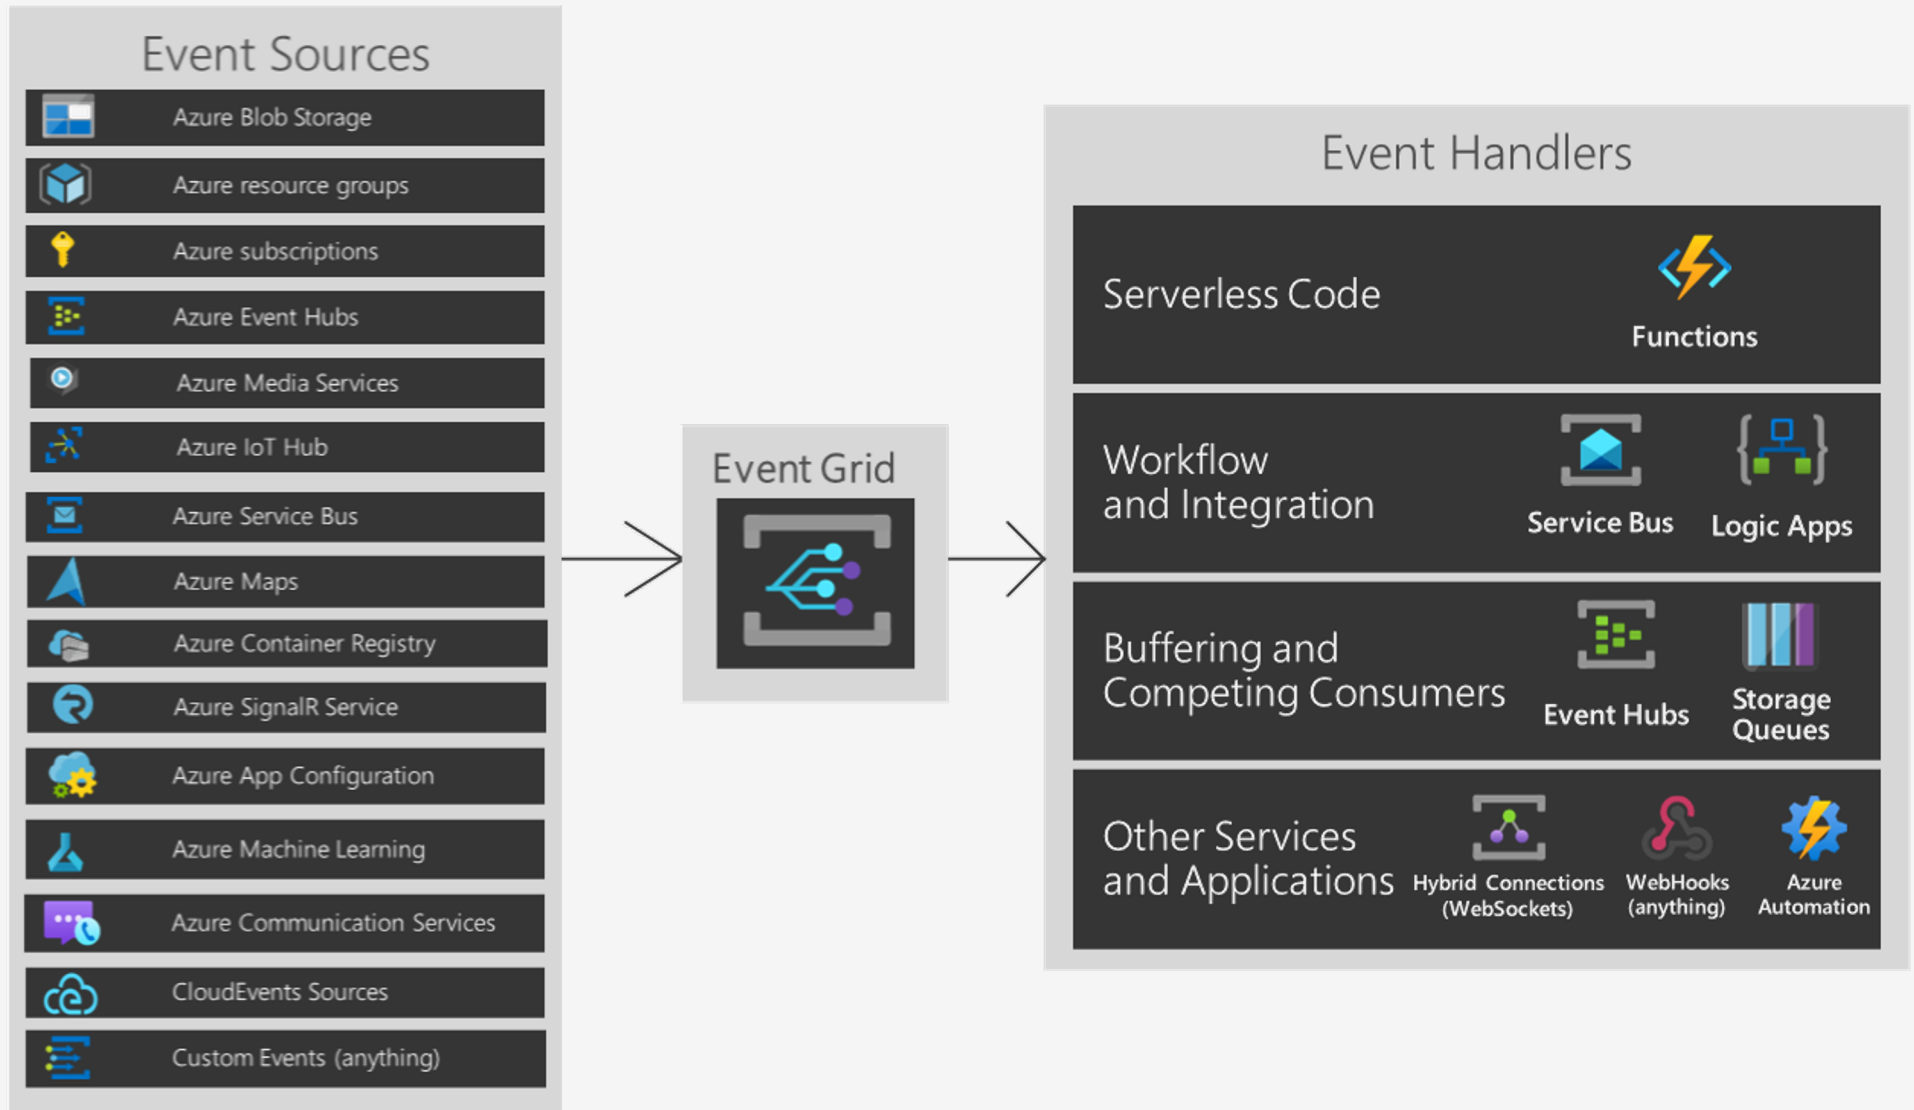 Event Sources
Azure Blob Storage
Azure resource groups
Azure subscriptions
Azure Event Hubs
Azure Media Services
Azure IoT Hub
Azure Service Bus
Azure Maps
Azure Container Registry
Azure SignalR Service
Azure App Configuration
Azure Machine Learning
Azure Communication Services
CloudEvents Sources
Custom Events (anything)
Event Grid
Event Handlers
Serverless Code
Functions
Workflow
and Integration
Service Bus
Logic Apps
Buffering and
Competing Consumers
Event Hubs
Storage
Queues
Other Services
and Applications
Hybrid Connections
(WebSockets)
WebHooks
(anything)
Azure
Automation